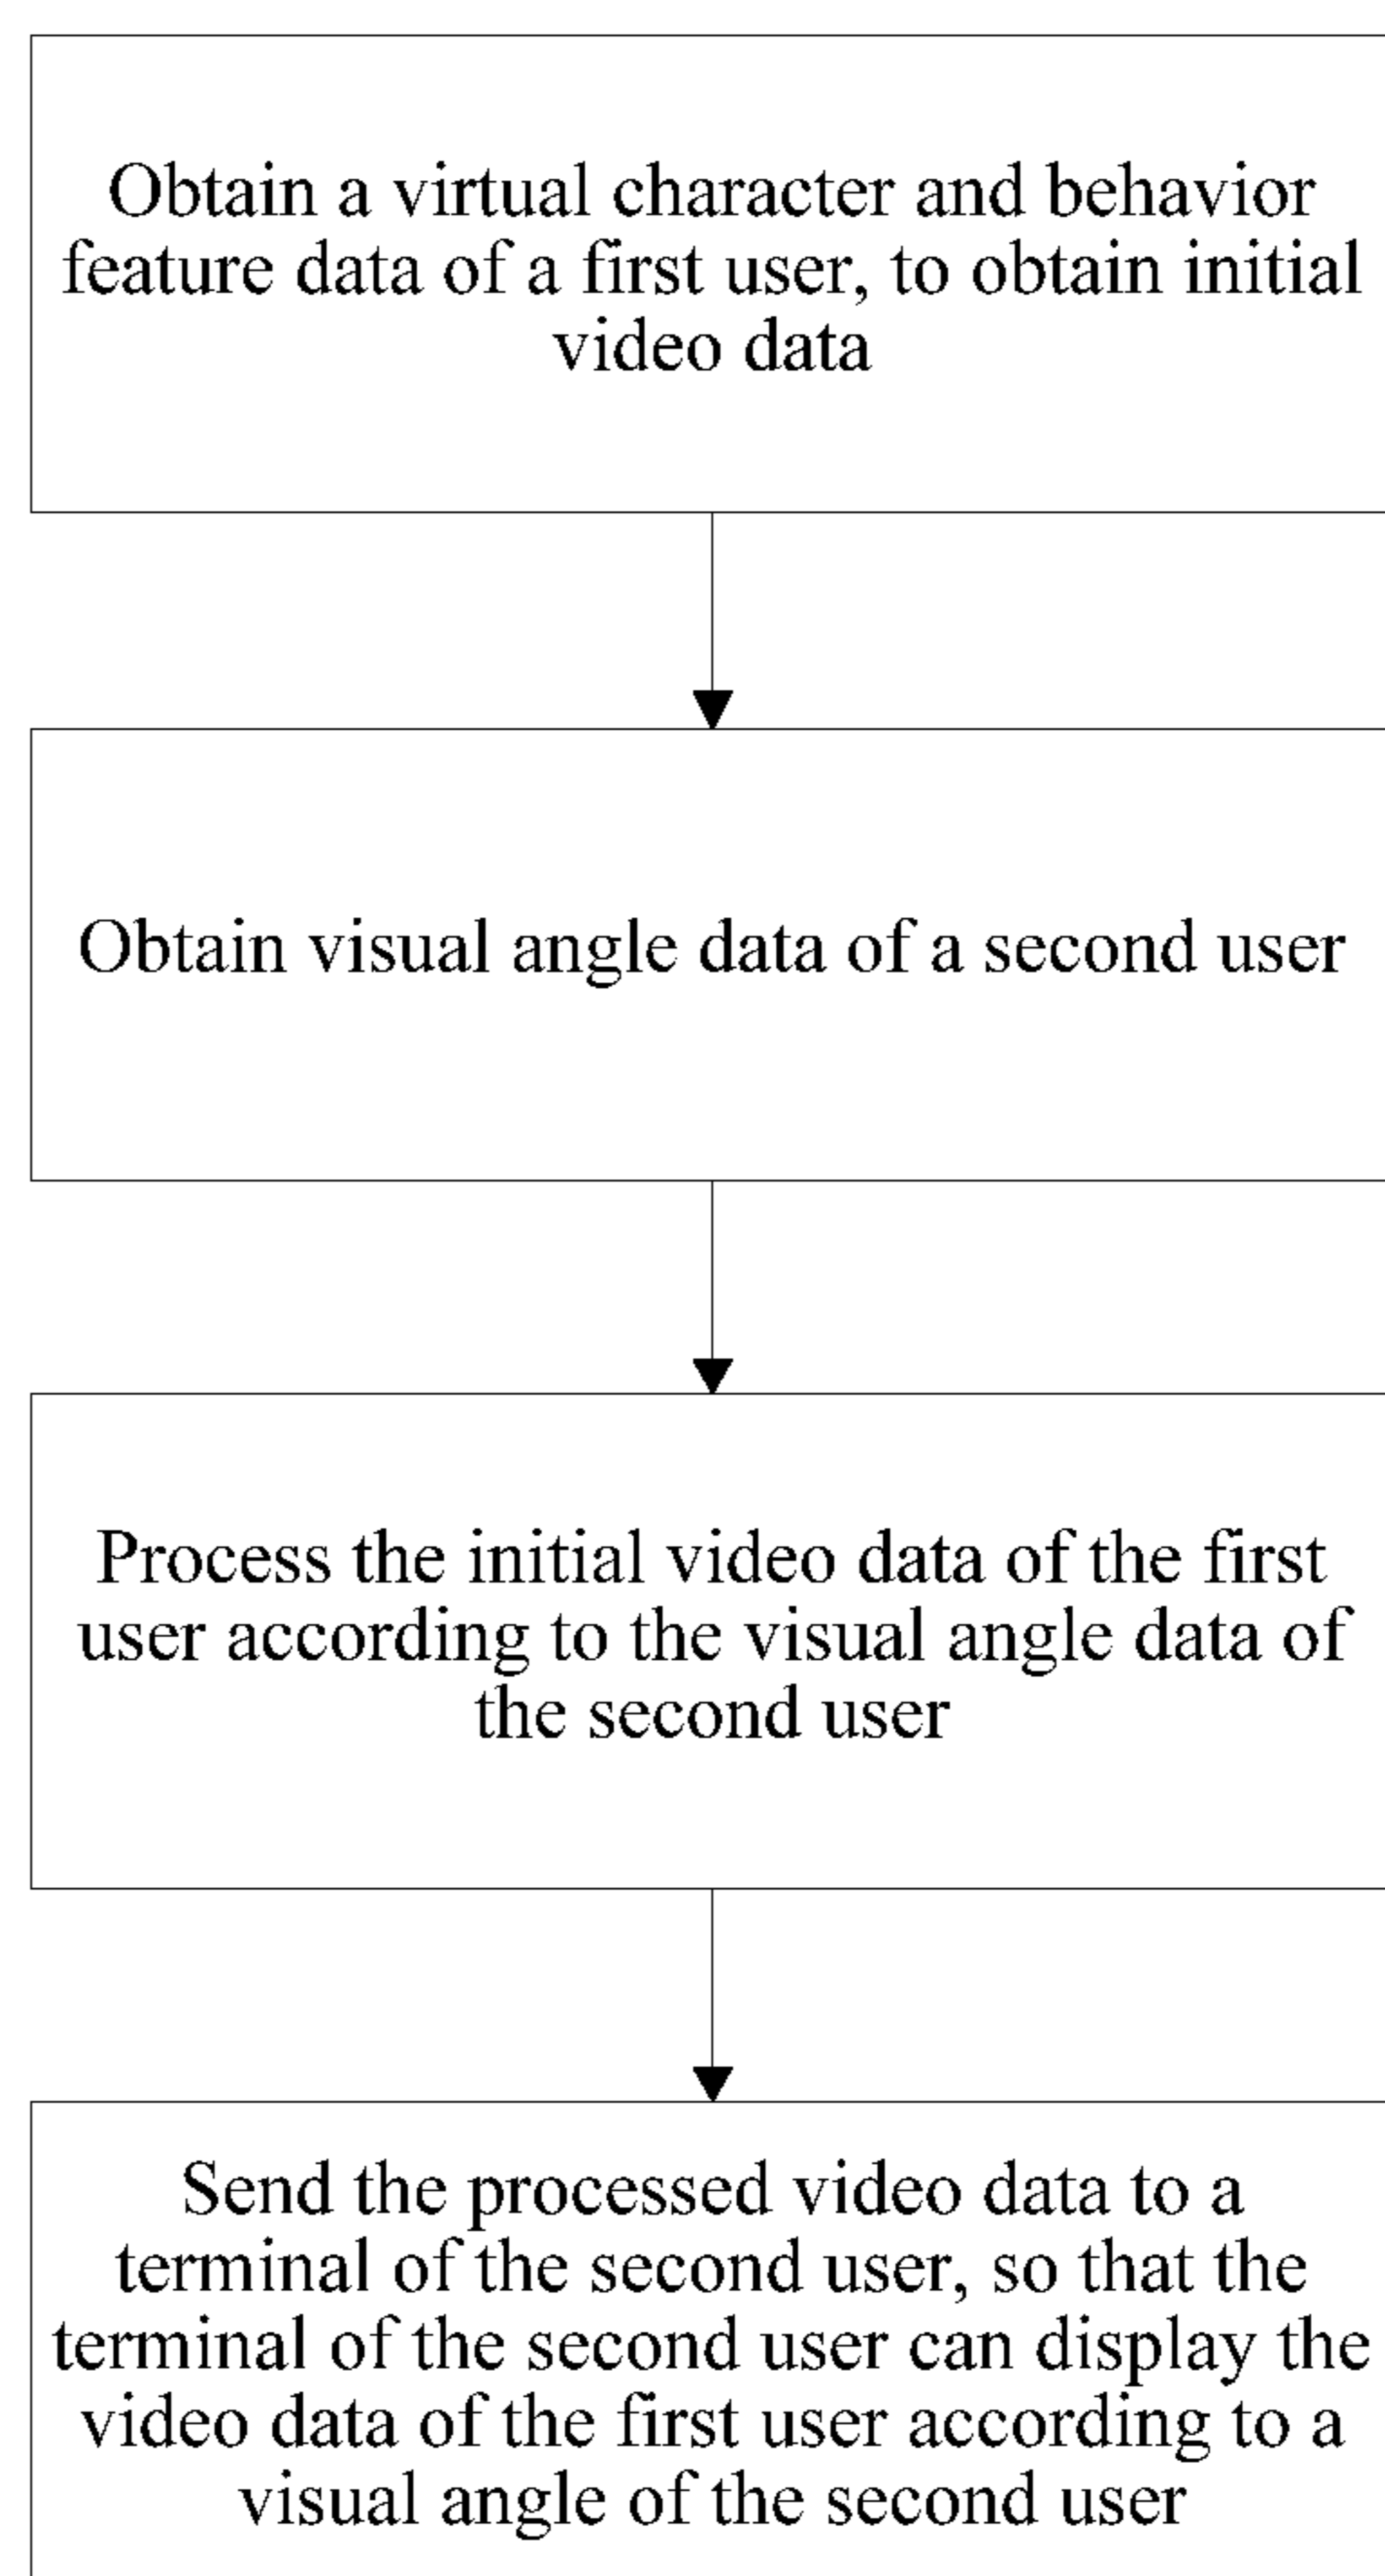 Obtain a virtual character and behavior
feature data of a first user, to obtain initial
video data
Obtain visual angle data of a second user
Process the initial video data of the first
user according to the visual angle data of
the second user
Send the processed video data to a
terminal of the second user, so that the
terminal of the second user can display the
video data of the first user according to a
visual angle of the second user